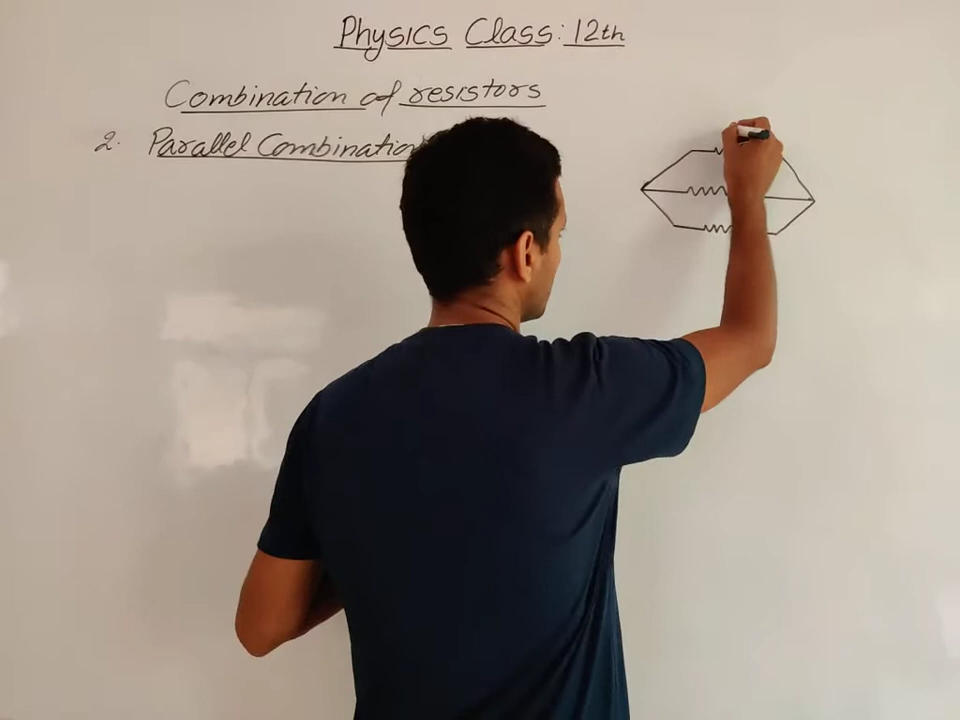 Physics Class: 12th
Combination of resistors
2. Parallel Combination